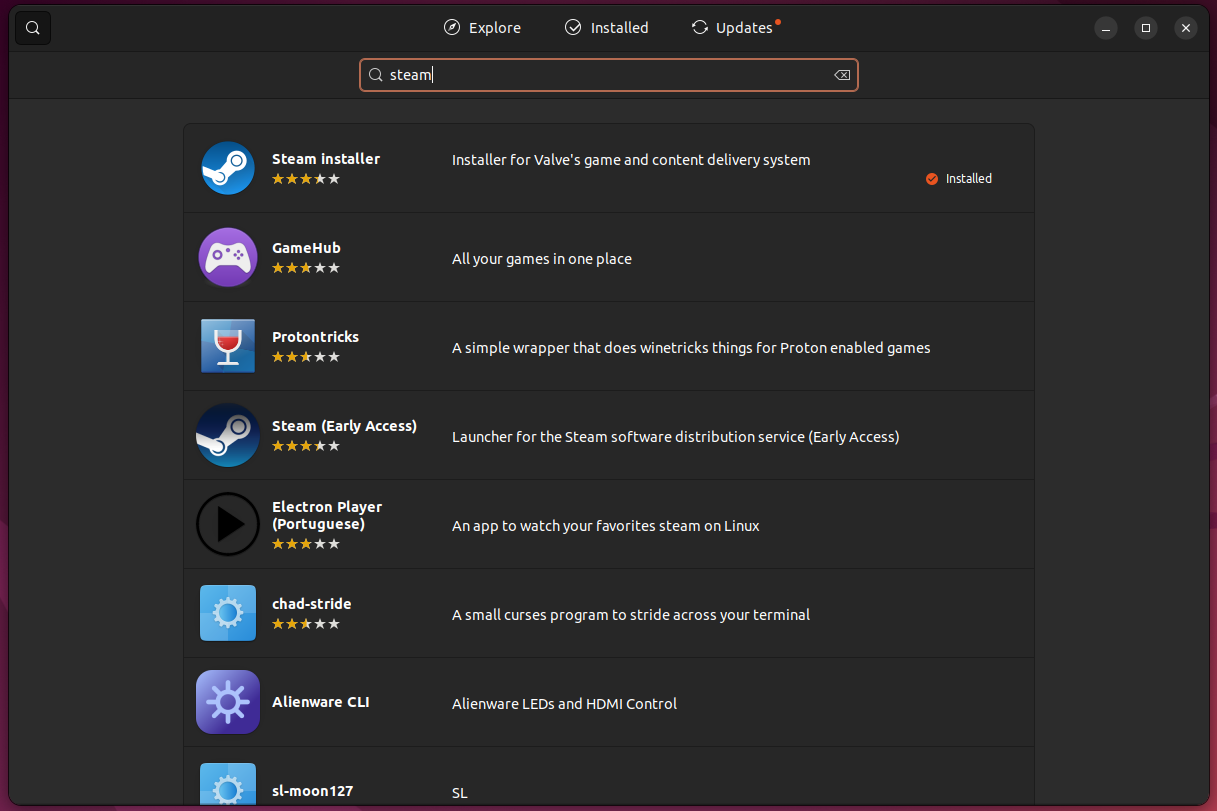 Explore Installed Updates
steam
Steam installer
Installer for Valve's game and content delivery system
Installed
GameHub
All your games in one place
Protontricks
A simple wrapper that does winetricks things for Proton enabled games
Steam (Early Access)
Launcher for the Steam software distribution service (Early Access)
Electron Player
(Portuguese)
An app to watch your favorites steam on Linux
chad-stride
A small curses program to stride across your terminal
Alienware CLI
Alienware LEDs and HDMI Control
sl-moon127
SL